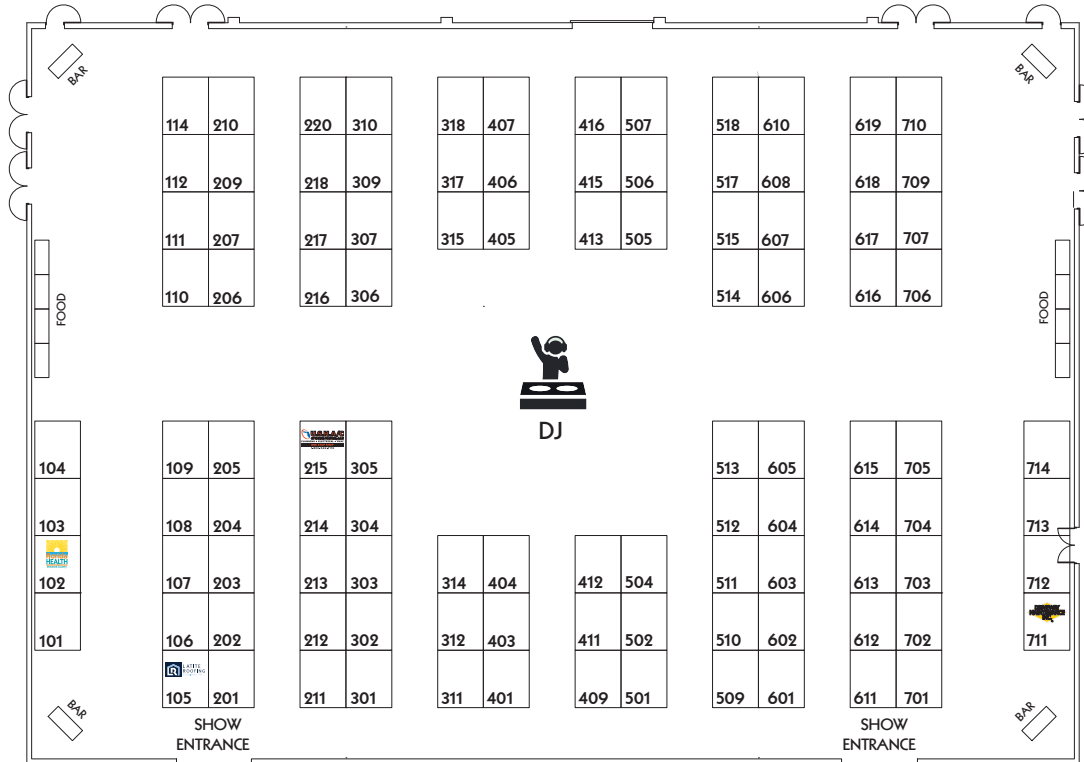 BAR
BAR
114 210 220 310 318 407 416 507 518 610 619 710
112 209 218 309 317 406 415 506 517 608 618 709
111 207 217 307 315 405 413 505 515 607 617 707
110 206 216 306 514 606 616 706
FOOD
FOOD
DJ
104 109 205 215 305 513 605 615 705 714
103 108 204 214 304 512 604 614 704 713
HEALTH
102 107 203 213 303 314 404 412 504 511 603 613 703 712
101 106 202 212 302 312 403 411 502 510 602 612 702 711
LATITE
ROOFING
105 201 211 301 311 401 409 501 509 601 611 701
BAR
BAR
SHOW
ENTRANCE
SHOW
ENTRANCE